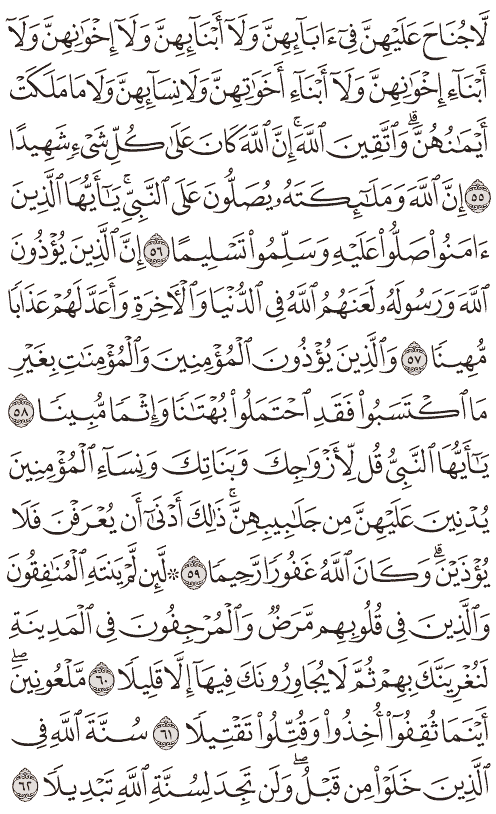 لَّا جُنَاحَ عَلَيْهِنَّ فِىٓ ءَابَآئِهِنَّ وَلَآ أَبْنَآئِهِنَّ وَلَآ إِخْوَٰنِهِنَّ وَلَآ
أَبْنَآءِ إِخْوَٰنِهِنَّ وَلَآ أَبْنَآءِ أَخَوَٰتِهِنَّ وَلَا نِسَآئِهِنَّ وَلَا مَا مَلَكَتْ
أَيْمَـٰنُهُنَّ ۗ وَٱتَّقِينَ ٱللَّهَ ۚ إِنَّ ٱللَّهَ كَانَ عَلَىٰ كُلِّ شَىْءٍ شَهِيدًا
٥٥ إِنَّ ٱللَّهَ وَمَلَـٰٓئِكَتَهُۥ يُصَلُّونَ عَلَى ٱلنَّبِىِّ ۚ يَـٰٓأَيُّهَا ٱلَّذِينَ
ءَامَنُوا۟ صَلُّوا۟ عَلَيْهِ وَسَلِّمُوا۟ تَسْلِيمًا ٥٦ إِنَّ ٱلَّذِينَ يُؤْذُونَ
ٱللَّهَ وَرَسُولَهُۥ لَعَنَهُمُ ٱللَّهُ فِى ٱلدُّنْيَا وَٱلْـَٔاخِرَةِ وَأَعَدَّ لَهُمْ عَذَابًا
مُّهِينًا ٥٧ وَٱلَّذِينَ يُؤْذُونَ ٱلْمُؤْمِنِينَ وَٱلْمُؤْمِنَـٰتِ بِغَيْرِ
مَا ٱكْتَسَبُوا۟ فَقَدِ ٱحْتَمَلُوا۟ بُهْتَـٰنًا وَإِثْمًا مُّبِينًا ٥٨
يَـٰٓأَيُّهَا ٱلنَّبِىُّ قُل لِّأَزْوَٰجِكَ وَبَنَاتِكَ وَنِسَآءِ ٱلْمُؤْمِنِينَ
يُدْنِينَ عَلَيْهِنَّ مِن جَلَـٰبِيبِهِنَّ ۚ ذَٰلِكَ أَدْنَىٰٓ أَن يُعْرَفْنَ فَلَا
يُؤْذَيْنَ ۗ وَكَانَ ٱللَّهُ غَفُورًا رَّحِيمًا ٥٩ ۞ لَّئِن لَّمْ يَنتَهِ ٱلْمُنَـٰفِقُونَ
وَٱلَّذِينَ فِى قُلُوبِهِم مَّرَضٌ وَٱلْمُرْجِفُونَ فِى ٱلْمَدِينَةِ
لَنُغْرِيَنَّكَ بِهِمْ ثُمَّ لَا يُجَاوِرُونَكَ فِيهَآ إِلَّا قَلِيلًا ٦٠ مَّلْعُونِينَ ۖ
أَيْنَمَا ثُقِفُوٓا۟ أُخِذُوا۟ وَقُتِّلُوا۟ تَقْتِيلًا ٦١ سُنَّةَ ٱللَّهِ فِى
ٱلَّذِينَ خَلَوْا۟ مِن قَبْلُ ۖ وَلَن تَجِدَ لِسُنَّةِ ٱللَّهِ تَبْدِيلًا ٦٢